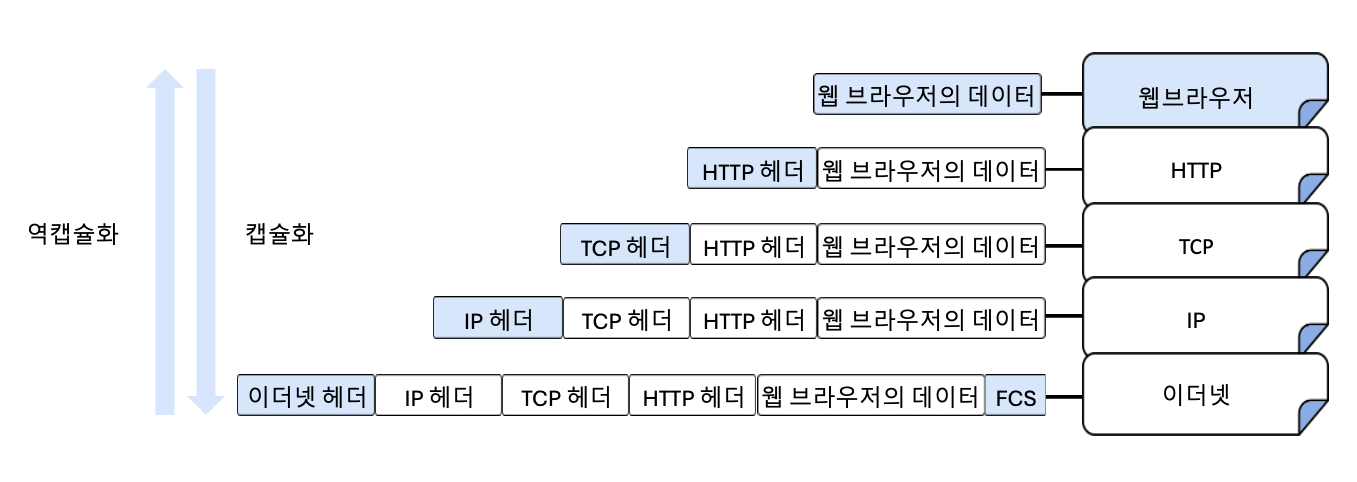 웹 브라우저의 데이터
웹브라우저
HTTP 헤더 웹 브라우저의 데이터
HTTP
역캡슐화
캡슐화
TCP 헤더 HTTP 헤더 웹 브라우저의 데이터
TCP
IP 헤더 TCP 헤더 HTTP 헤더 웹 브라우저의 데이터
IP
이더넷 헤더 IP 헤더 TCP 헤더 HTTP 헤더 웹 브라우저의 데이터 FCS
이더넷